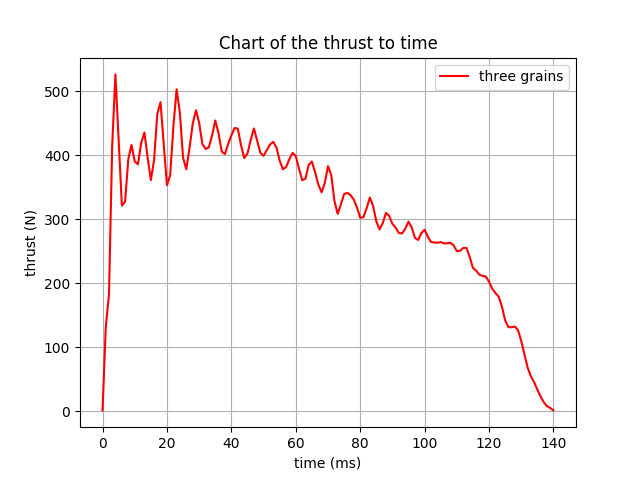 Chart of the thrust to time
three grains
thrust (N)
500
400
300
200
100
0
0 20 40 60 80 100 120 140
time (ms)